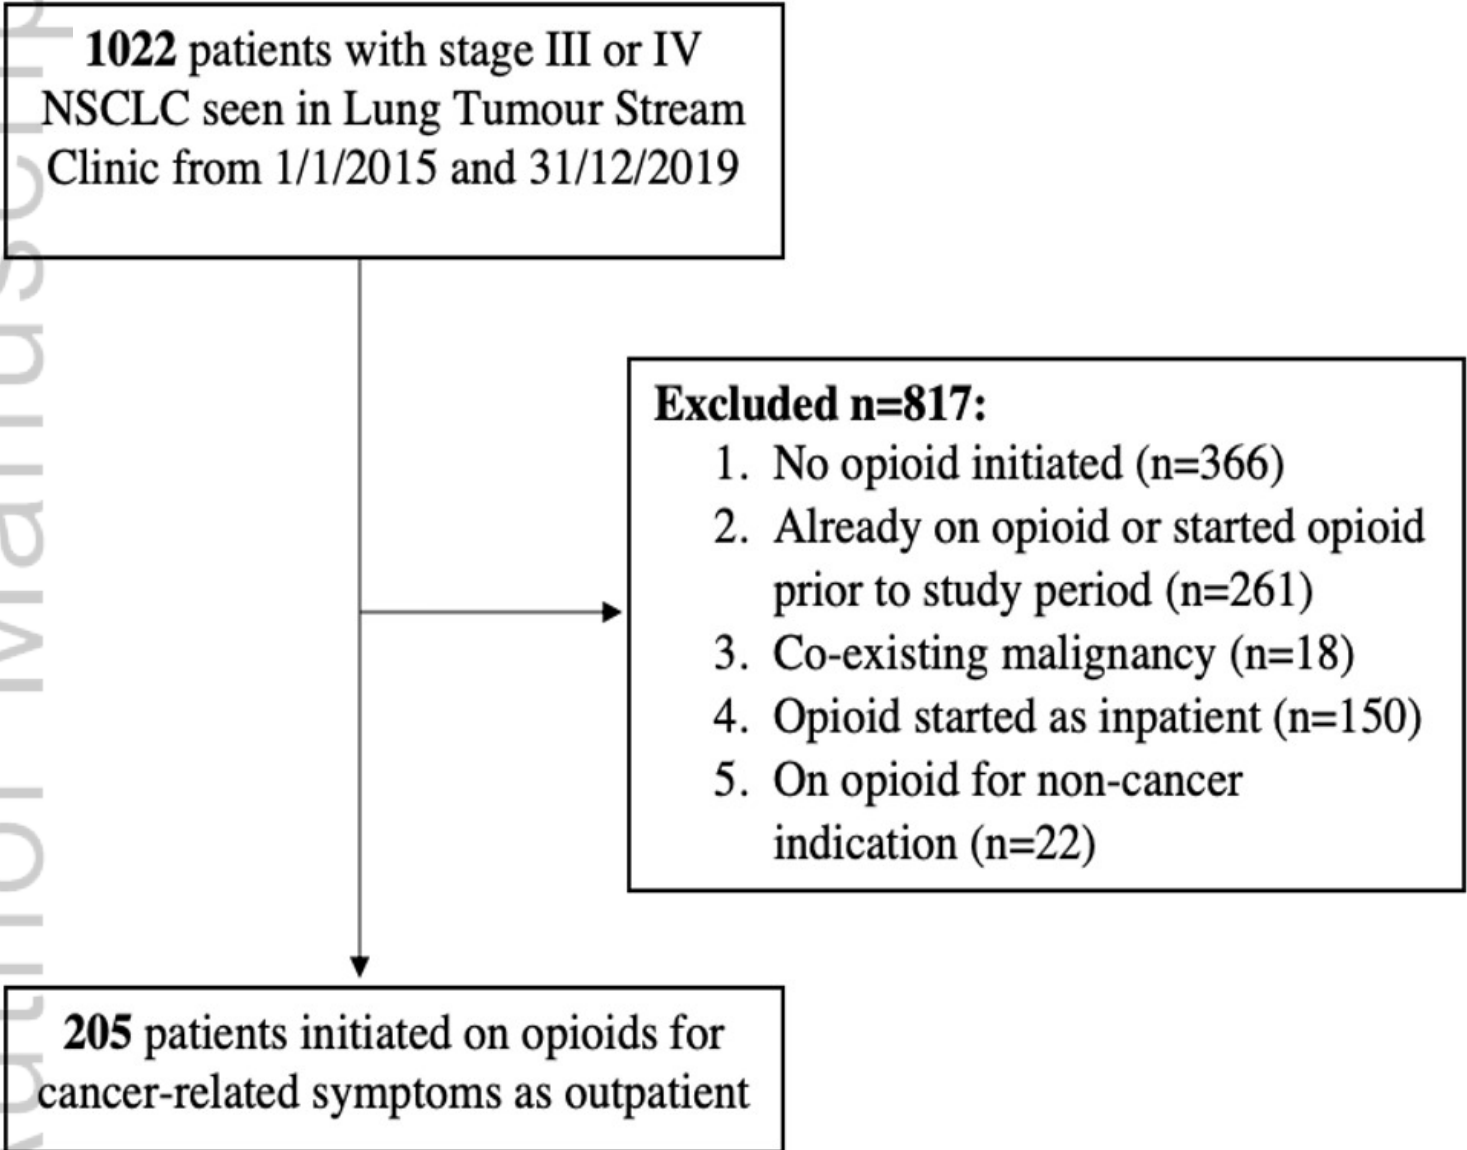 1022 patients with stage III or IV
NSCLC seen in Lung Tumour Stream
Clinic from 1/1/2015 and 31/12/2019
Excluded n=817:
1. No opioid initiated (n=366)
2. Already on opioid or started opioid
prior to study period (n=261)
3. Co-existing malignancy (n=18)
4. Opioid started as inpatient (n=150)
5. On opioid for non-cancer
indication (n=22)
205 patients initiated on opioids for
cancer-related symptoms as outpatient